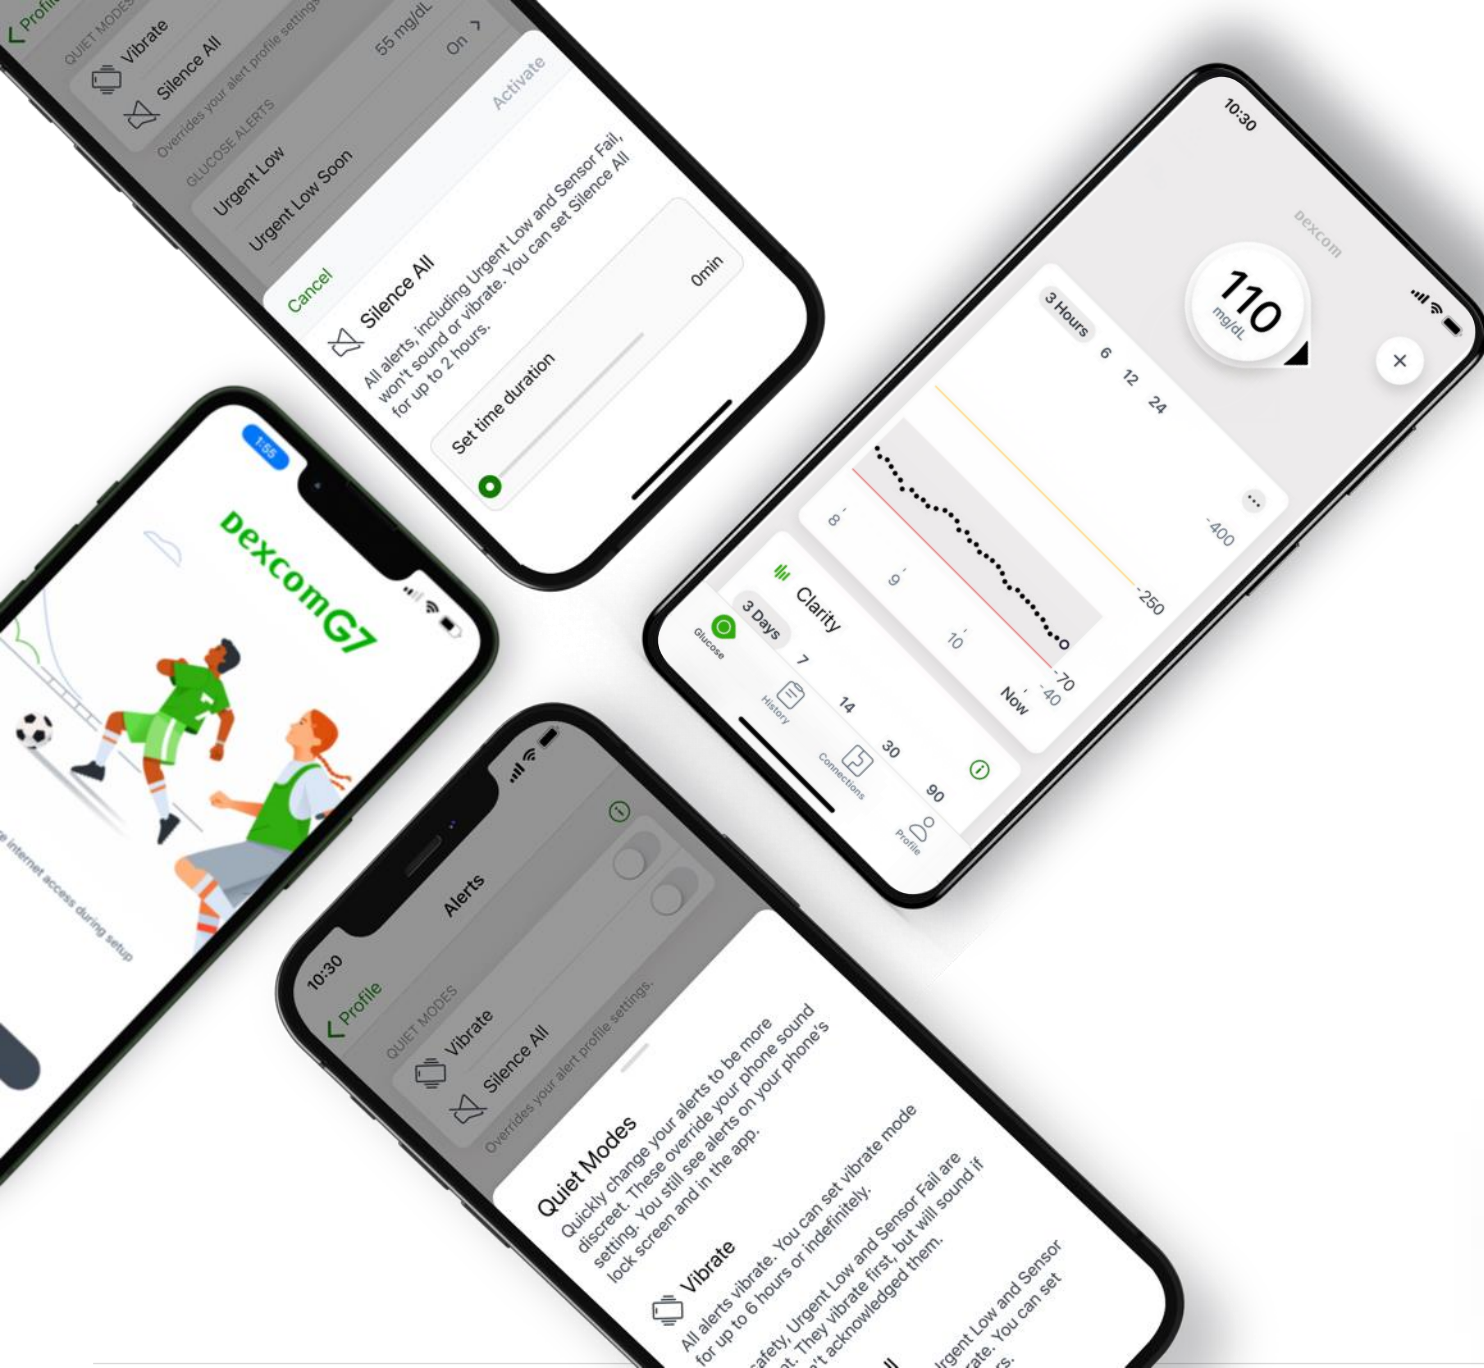 Profile
QUIET MODES
Vibrate
Silence All
Overrides your alert profile settings
GLUCOSE ALERTS
55 mg/dL
Urgent Low
On
Urgent Low Soon
Cancel
Activate
Silence All
All alerts, including Urgent Low and Sensor Fail,
won't sound or vibrate. You can set Silence All
for up to 2 hours.
Set time duration
0min
10:30
Dexcom
110
mg/dL
3 Hours
6
12
24
400
250
70
40
8
9
10
Now
Clarity
3 Days
7
14
30
90
Glucose
History
Connections
Profile
1:55
Dexcom G7
internet access during setup
10:30
Profile
Alerts
QUIET MODES
Vibrate
Silence All
Overrides your alert profile settings.
Quiet Modes
Quickly change your alerts to be more
discreet. These override your phone sound
setting. You still see alerts on your phone's
lock screen and in the app.
Vibrate
All alerts vibrate. You can set vibrate mode
for up to 6 hours or indefinitely.
Urgent Low and Sensor Fail are
They vibrate first, but will sound if
acknowledged them.
Low and Sensor
You can set